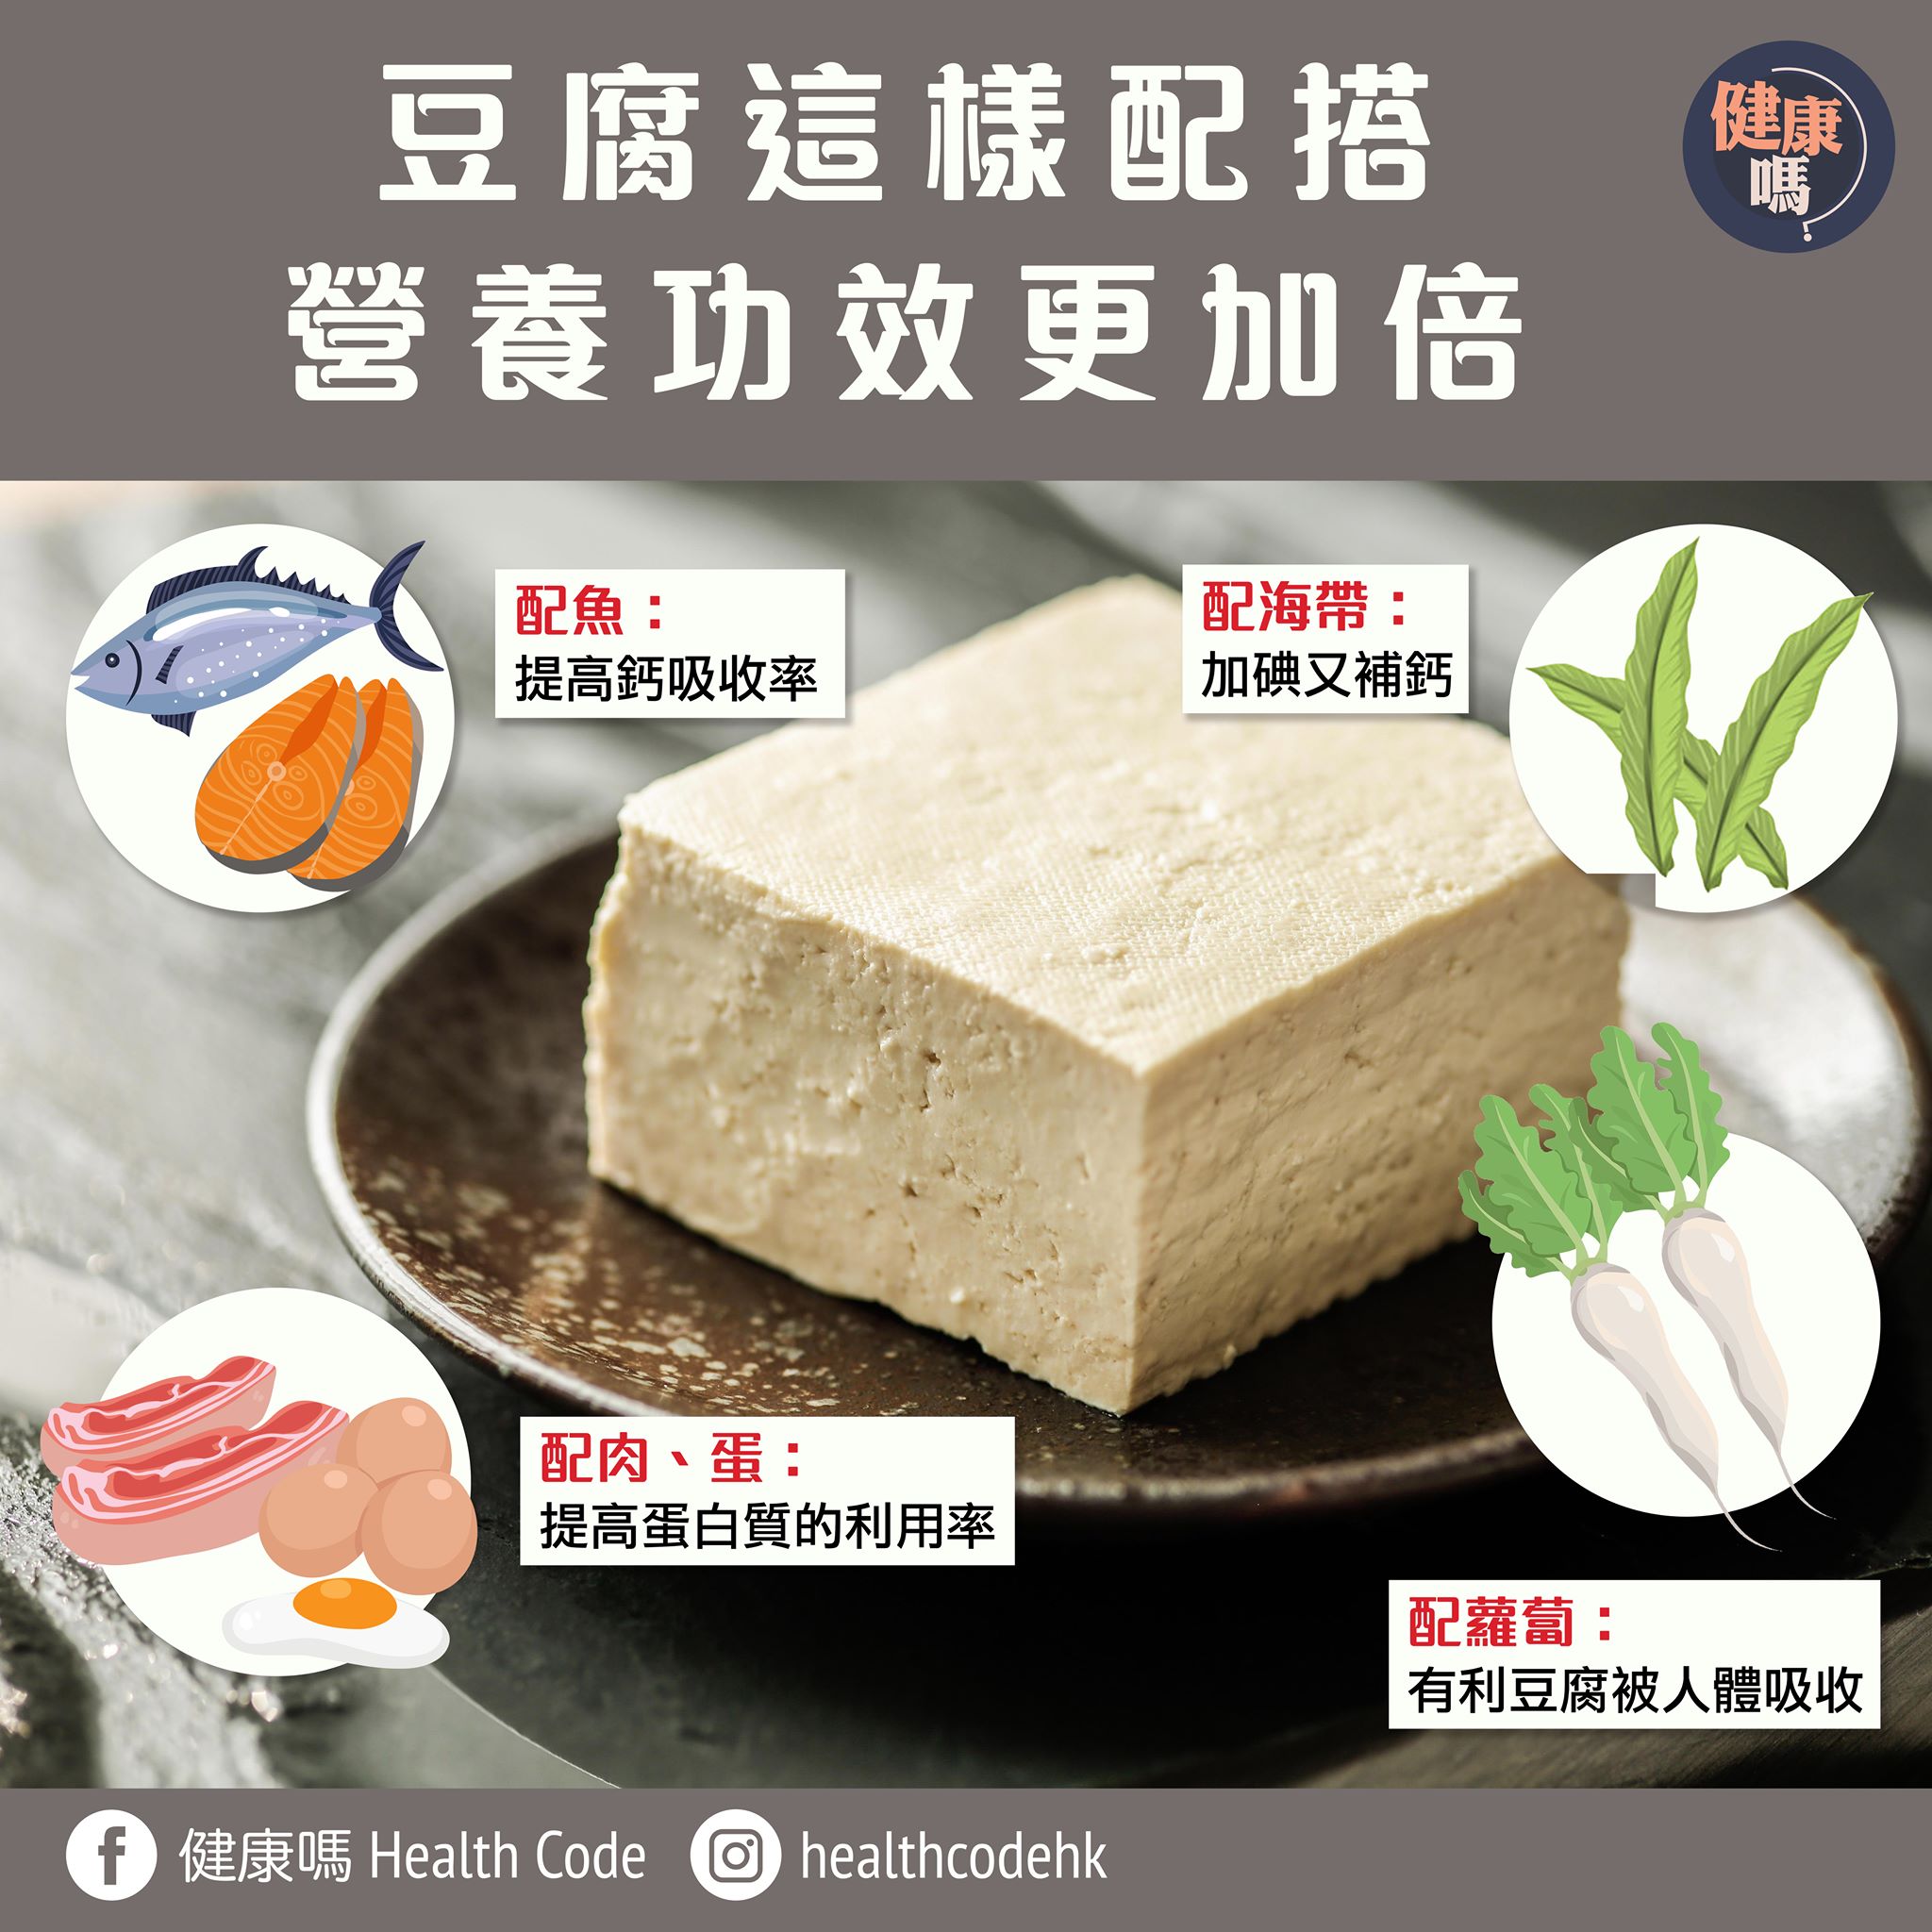 豆腐這樣配搭
營養功效更加倍
健康
嗎?
配魚：
提高鈣吸收率
配海帶：
加碘又補鈣
配肉、蛋：
提高蛋白質的利用率
配蘿蔔：
有利豆腐被人體吸收
健康嗎 Health Code
healthcodehk